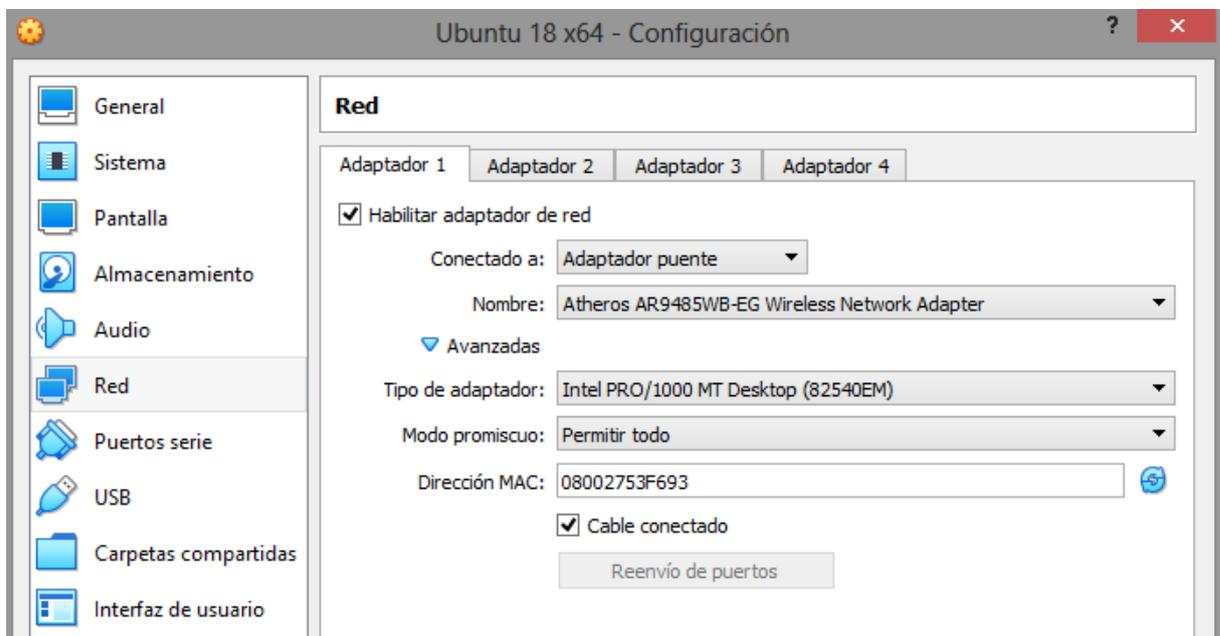 Ubuntu 18 x64 - Configuración ?
General
Sistema
Pantalla
Almacenamiento
Audio
Red
Puertos serie
USB
Carpetas compartidas
Interfaz de usuario
Red
Adaptador 1 Adaptador 2 Adaptador 3 Adaptador 4
Habilitar adaptador de red
Conectado a: Adaptador puente
Nombre: Atheros AR9485WB-EG Wireless Network Adapter
Avanzadas
Tipo de adaptador: Intel PRO/1000 MT Desktop (82540EM)
Modo promiscuo: Permitir todo
Dirección MAC: 08002753F693
Cable conectado
Reenvío de puertos